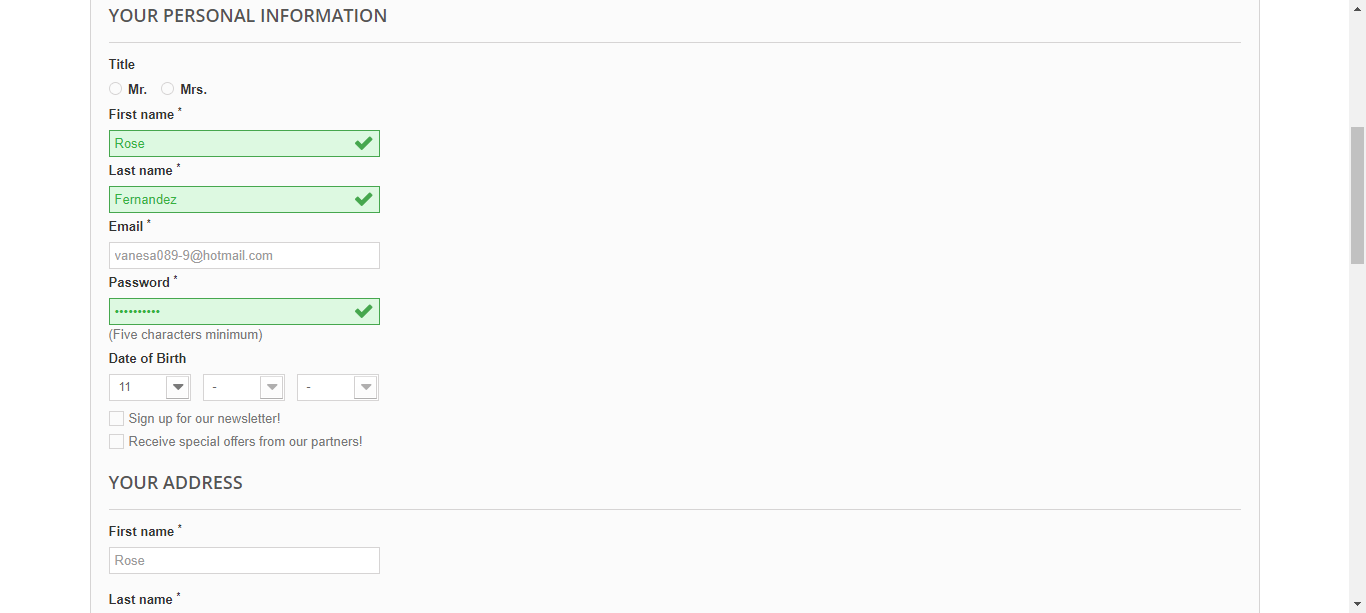 YOUR PERSONAL INFORMATION
Title
Mr. Mrs.
First name *
Rose
Last name *
Fernandez
Email *
vanesa089-9@hotmail.com
Password *
••••••••••
(Five characters minimum)
Date of Birth
11 - -
Sign up for our newsletter!
Receive special offers from our partners!
YOUR ADDRESS
First name *
Rose
Last name *